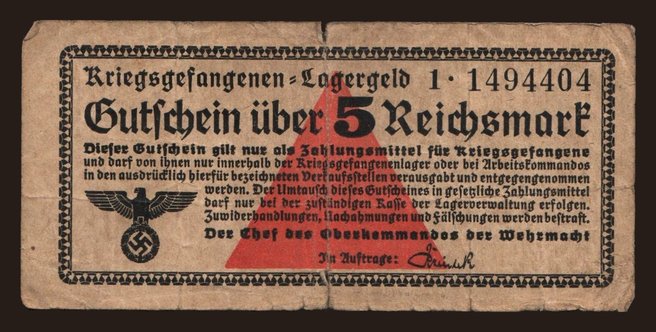 Kriegsgefangenen-Lagergeld 1·1494404
Gutschein über 5 Reichsmark
Dieser Gutschein gilt nur als Zahlungsmittel für Kriegsgefangene
und darf von ihnen nur innerhalb der Kriegsgefangenenlager oder bei Arbeitskommandos
in den ausdrücklich hierfür bezeichneten Verkaufsstellen verausgabt und entgegengenommen
werden. Der Umtausch dieses Gutscheines in gesetzliche Zahlungsmittel
darf nur bei der zuständigen Kasse der Lagerverwaltung erfolgen.
Zuwiderhandlungen, Nachahmungen und Fälschungen werden bestraft.
Der Chef des Oberkommandos der Wehrmacht
Im Auftrage: